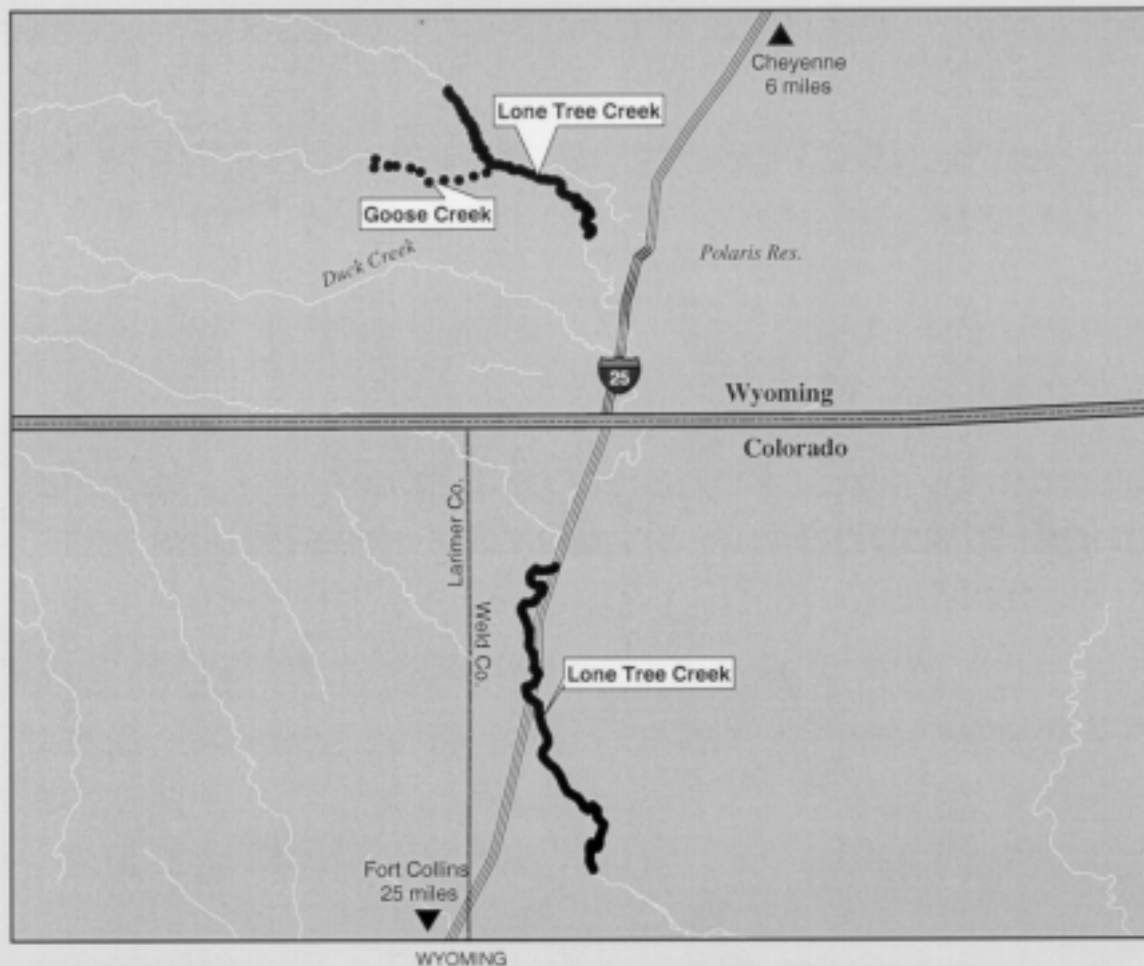 Cheyenne
6 miles
Lone Tree Creek
Goose Creek
Duck Creek
Polaris Res.
25
Wyoming
Colorado
Larimer Co.
Weld Co.
Lone Tree Creek
Fort Collins
25 miles
WYOMING